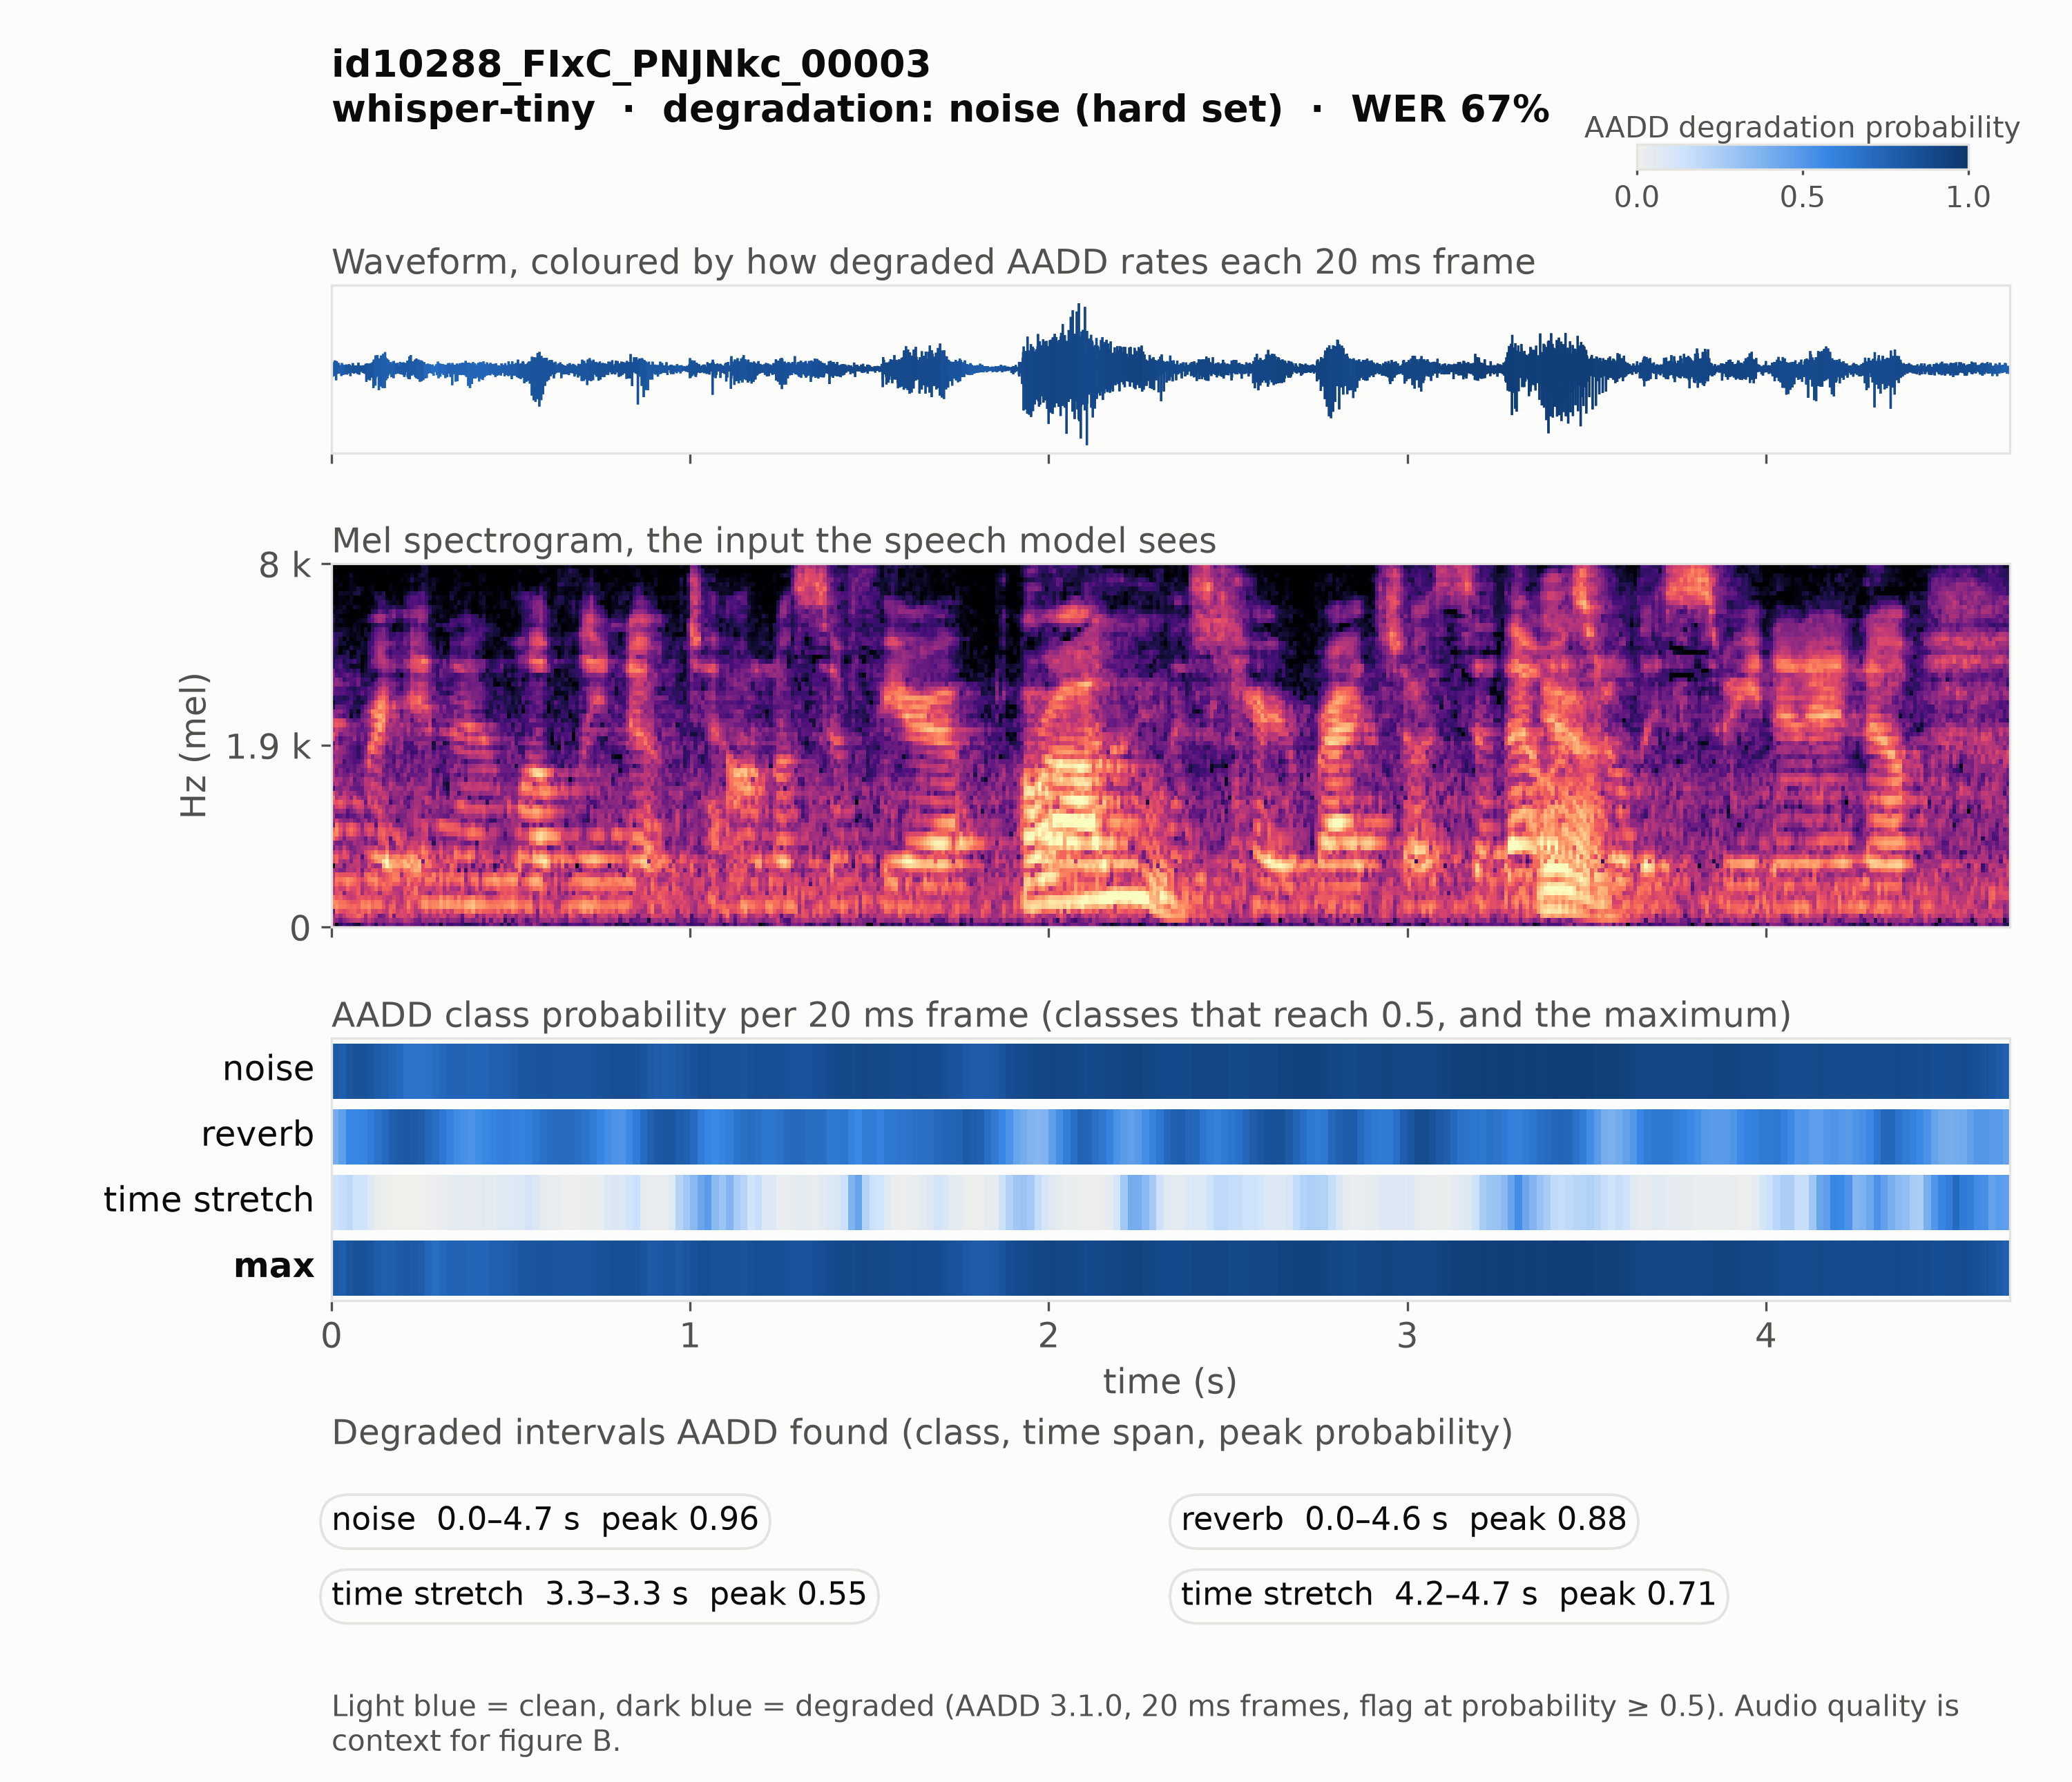 id10288_FIxC_PNJNkc_00003
whisper-tiny · degradation: noise (hard set) · WER 67%
AADD degradation probability
0.0 0.5 1.0
Waveform, coloured by how degraded AADD rates each 20 ms frame
Mel spectrogram, the input the speech model sees
8 k
1.9 k
0
Hz (mel)
AADD class probability per 20 ms frame (classes that reach 0.5, and the maximum)
noise
reverb
time stretch
max
0 1 2 3 4
time (s)
Degraded intervals AADD found (class, time span, peak probability)
noise 0.0–4.7 s peak 0.96
reverb 0.0–4.6 s peak 0.88
time stretch 3.3–3.3 s peak 0.55
time stretch 4.2–4.7 s peak 0.71
Light blue = clean, dark blue = degraded (AADD 3.1.0, 20 ms frames, flag at probability ≥ 0.5). Audio quality is
context for figure B.